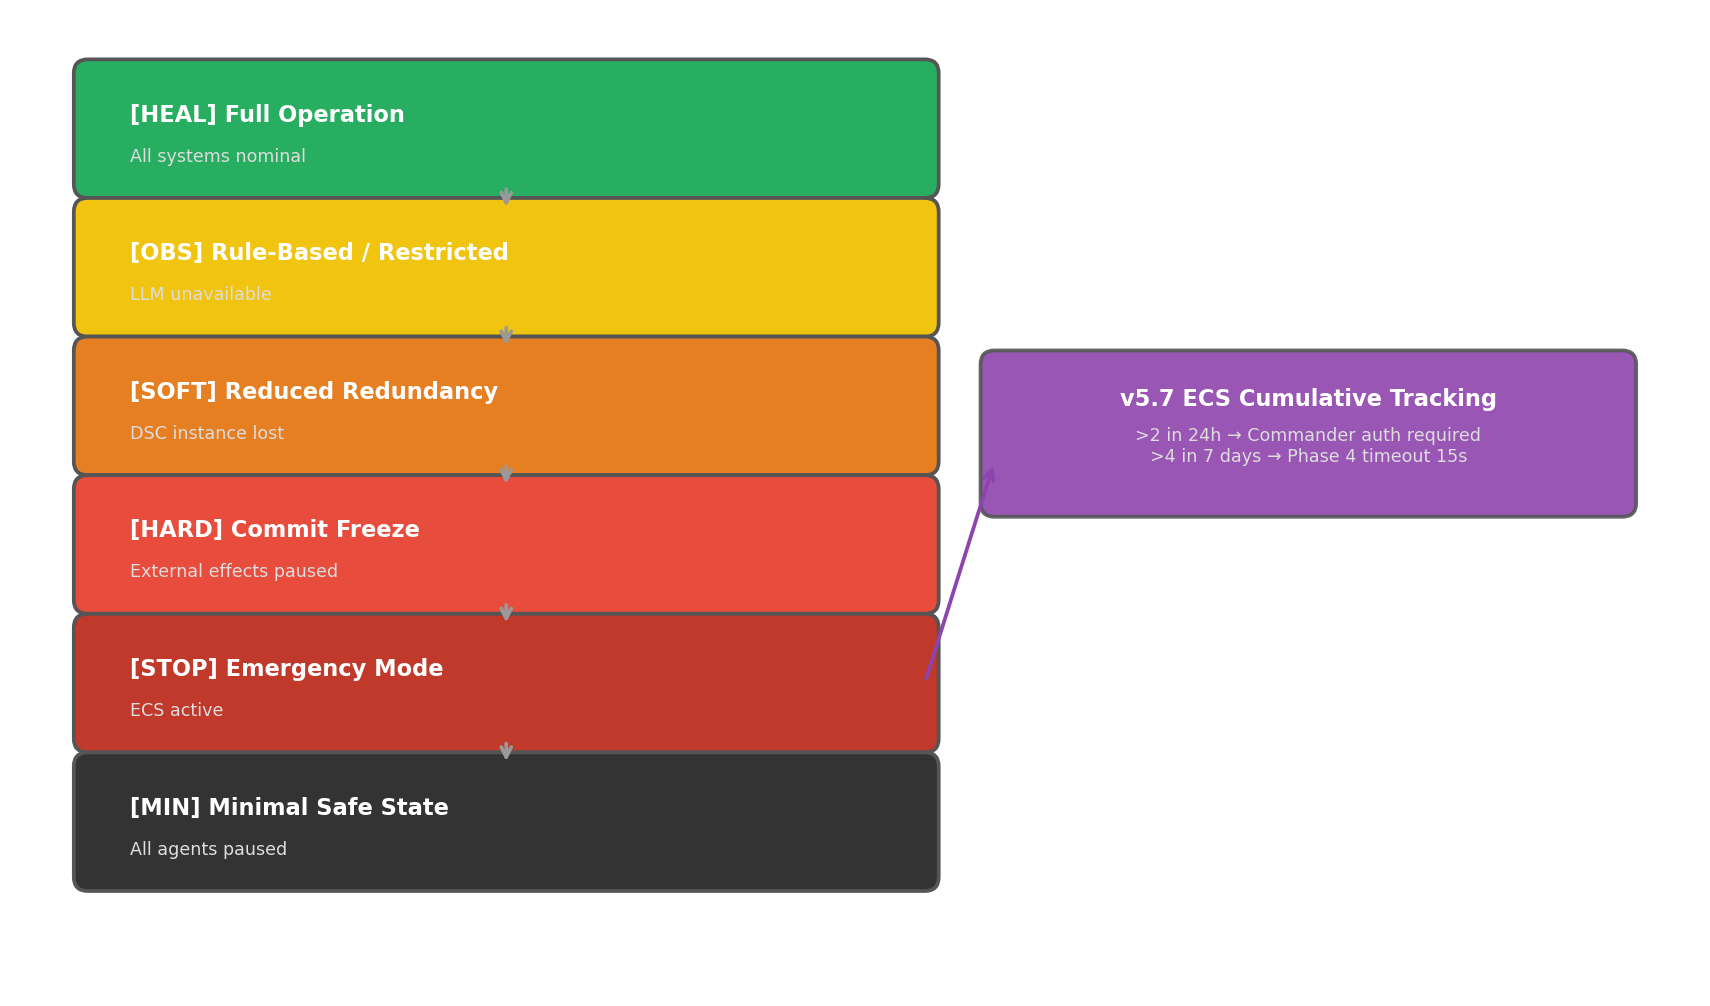 [HEAL] Full Operation
All systems nominal
[OBS] Rule-Based / Restricted
LLM unavailable
[SOFT] Reduced Redundancy
DSC instance lost
[HARD] Commit Freeze
External effects paused
[STOP] Emergency Mode
ECS active
[MIN] Minimal Safe State
All agents paused
v5.7 ECS Cumulative Tracking
>2 in 24h → Commander auth required
>4 in 7 days → Phase 4 timeout 15s